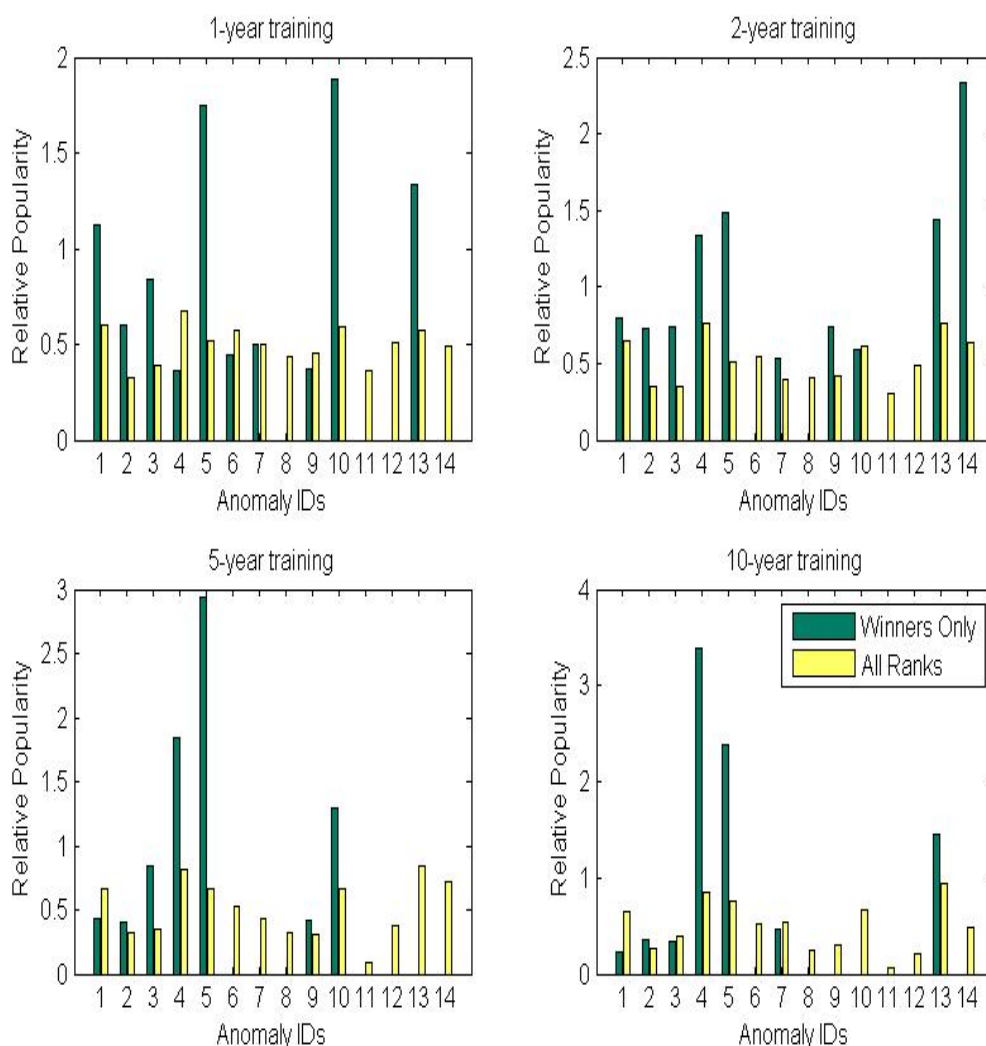 1-year training
2
1.5
1
0.5
0
Relative Popularity
1 2 3 4 5 6 7 8 9 10 11 12 13 14
Anomaly IDs
2-year training
2.5
2
1.5
1
0.5
0
Relative Popularity
1 2 3 4 5 6 7 8 9 10 11 12 13 14
Anomaly IDs
5-year training
3
2.5
2
1.5
1
0.5
0
Relative Popularity
1 2 3 4 5 6 7 8 9 10 11 12 13 14
Anomaly IDs
10-year training
4
3
2
1
0
Relative Popularity
Winners Only
All Ranks
1 2 3 4 5 6 7 8 9 10 11 12 13 14
Anomaly IDs